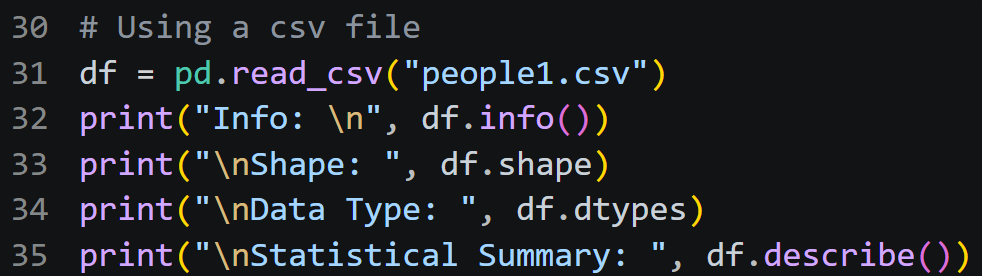 30 # Using a csv file
31 df = pd.read_csv("people1.csv")
32 print("Info: \n", df.info())
33 print("\nShape: ", df.shape)
34 print("\nData Type: ", df.dtypes)
35 print("\nStatistical Summary: ", df.describe())